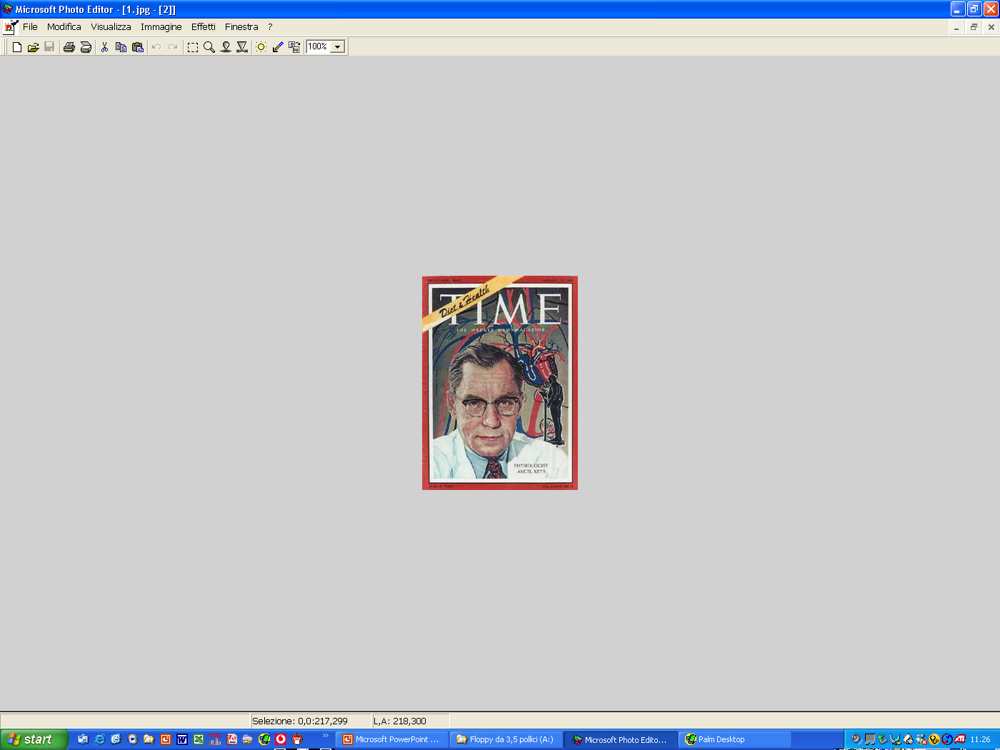 Microsoft Photo Editor - [1.jpg - [2]]
File Modifica Visualizza Immagine Effetti Finestra ?
100%
Diet & Health
TIME
THE WEEKLY NEWSMAGAZINE
PHYSIOLOGIST
ANCEL KEYS
Selezione: 0,0:217,299 L,A: 218,300
start » Microsoft PowerPoint ... Floppy da 3,5 pollici (A:) Microsoft Photo Edito... Palm Desktop 11.26